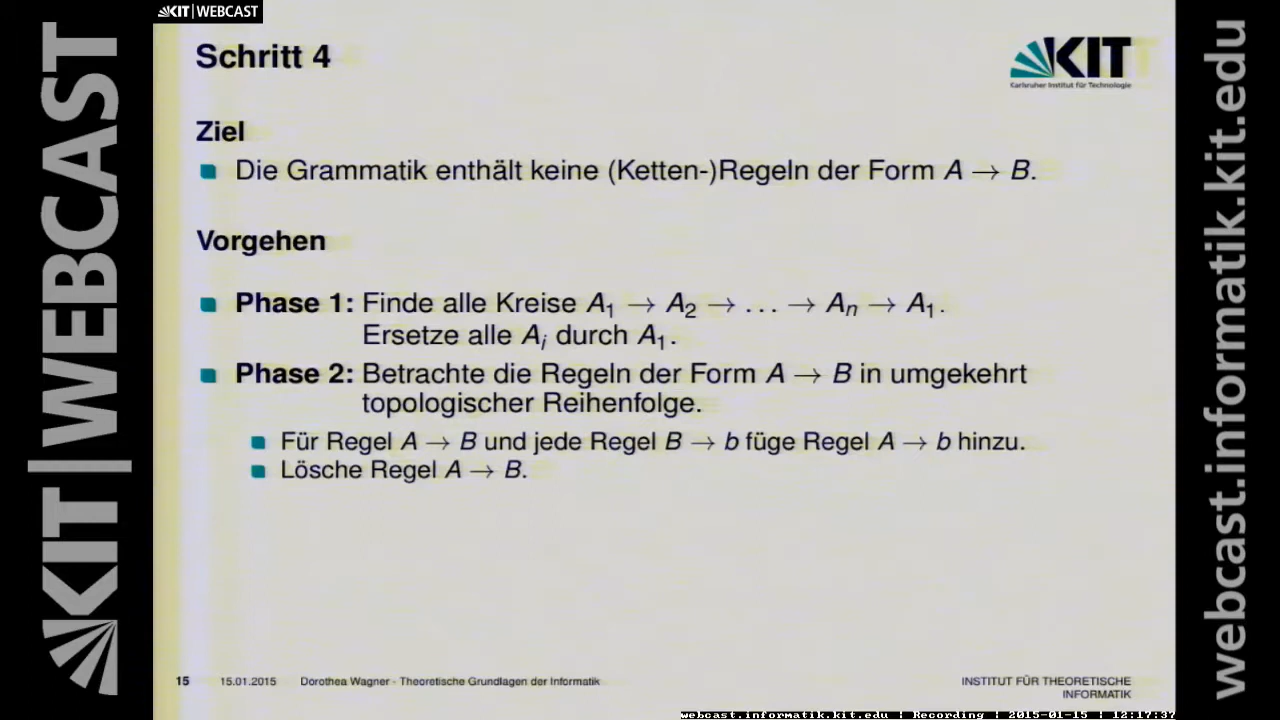 KIT | WEBCAST
Schritt 4
KIT
Karlsruher Institut für Technologie
Ziel
Die Grammatik enthält keine (Ketten-)Regeln der Form A → B.
Vorgehen
Phase 1: Finde alle Kreise A₁ → A₂ → … → Aₙ → A₁.
Ersetze alle Aᵢ durch A₁.
Phase 2: Betrachte die Regeln der Form A → B in umgekehrt
topologischer Reihenfolge.
Für Regel A → B und jede Regel B → b füge Regel A → b hinzu.
Lösche Regel A → B.
15 15.01.2015 Dorothea Wagner - Theoretische Grundlagen der Informatik
INSTITUT FÜR THEORETISCHE
INFORMATIK
webcast.informatik.kit.edu | Recording | 2015-01-15 | 12:17:37
KIT | WEBCAST
webcast.informatik.kit.edu